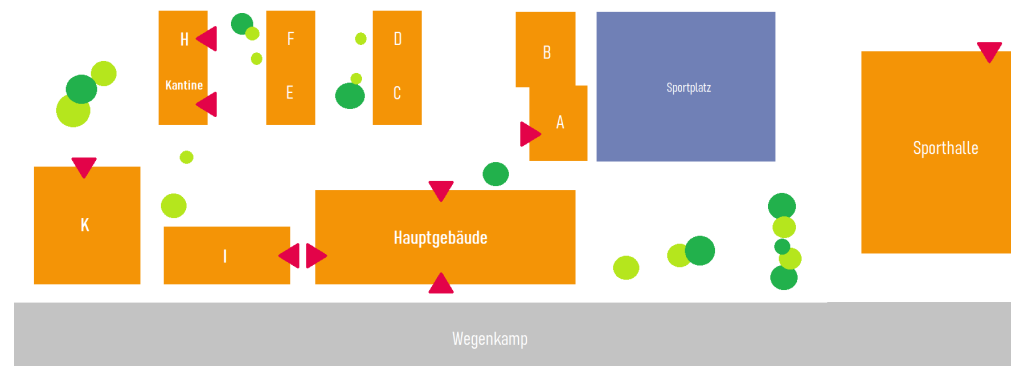 H
Kantine
F
E
D
C
B
A
Sportplatz
Sporthalle
K
I
Hauptgebäude
Wegenkamp